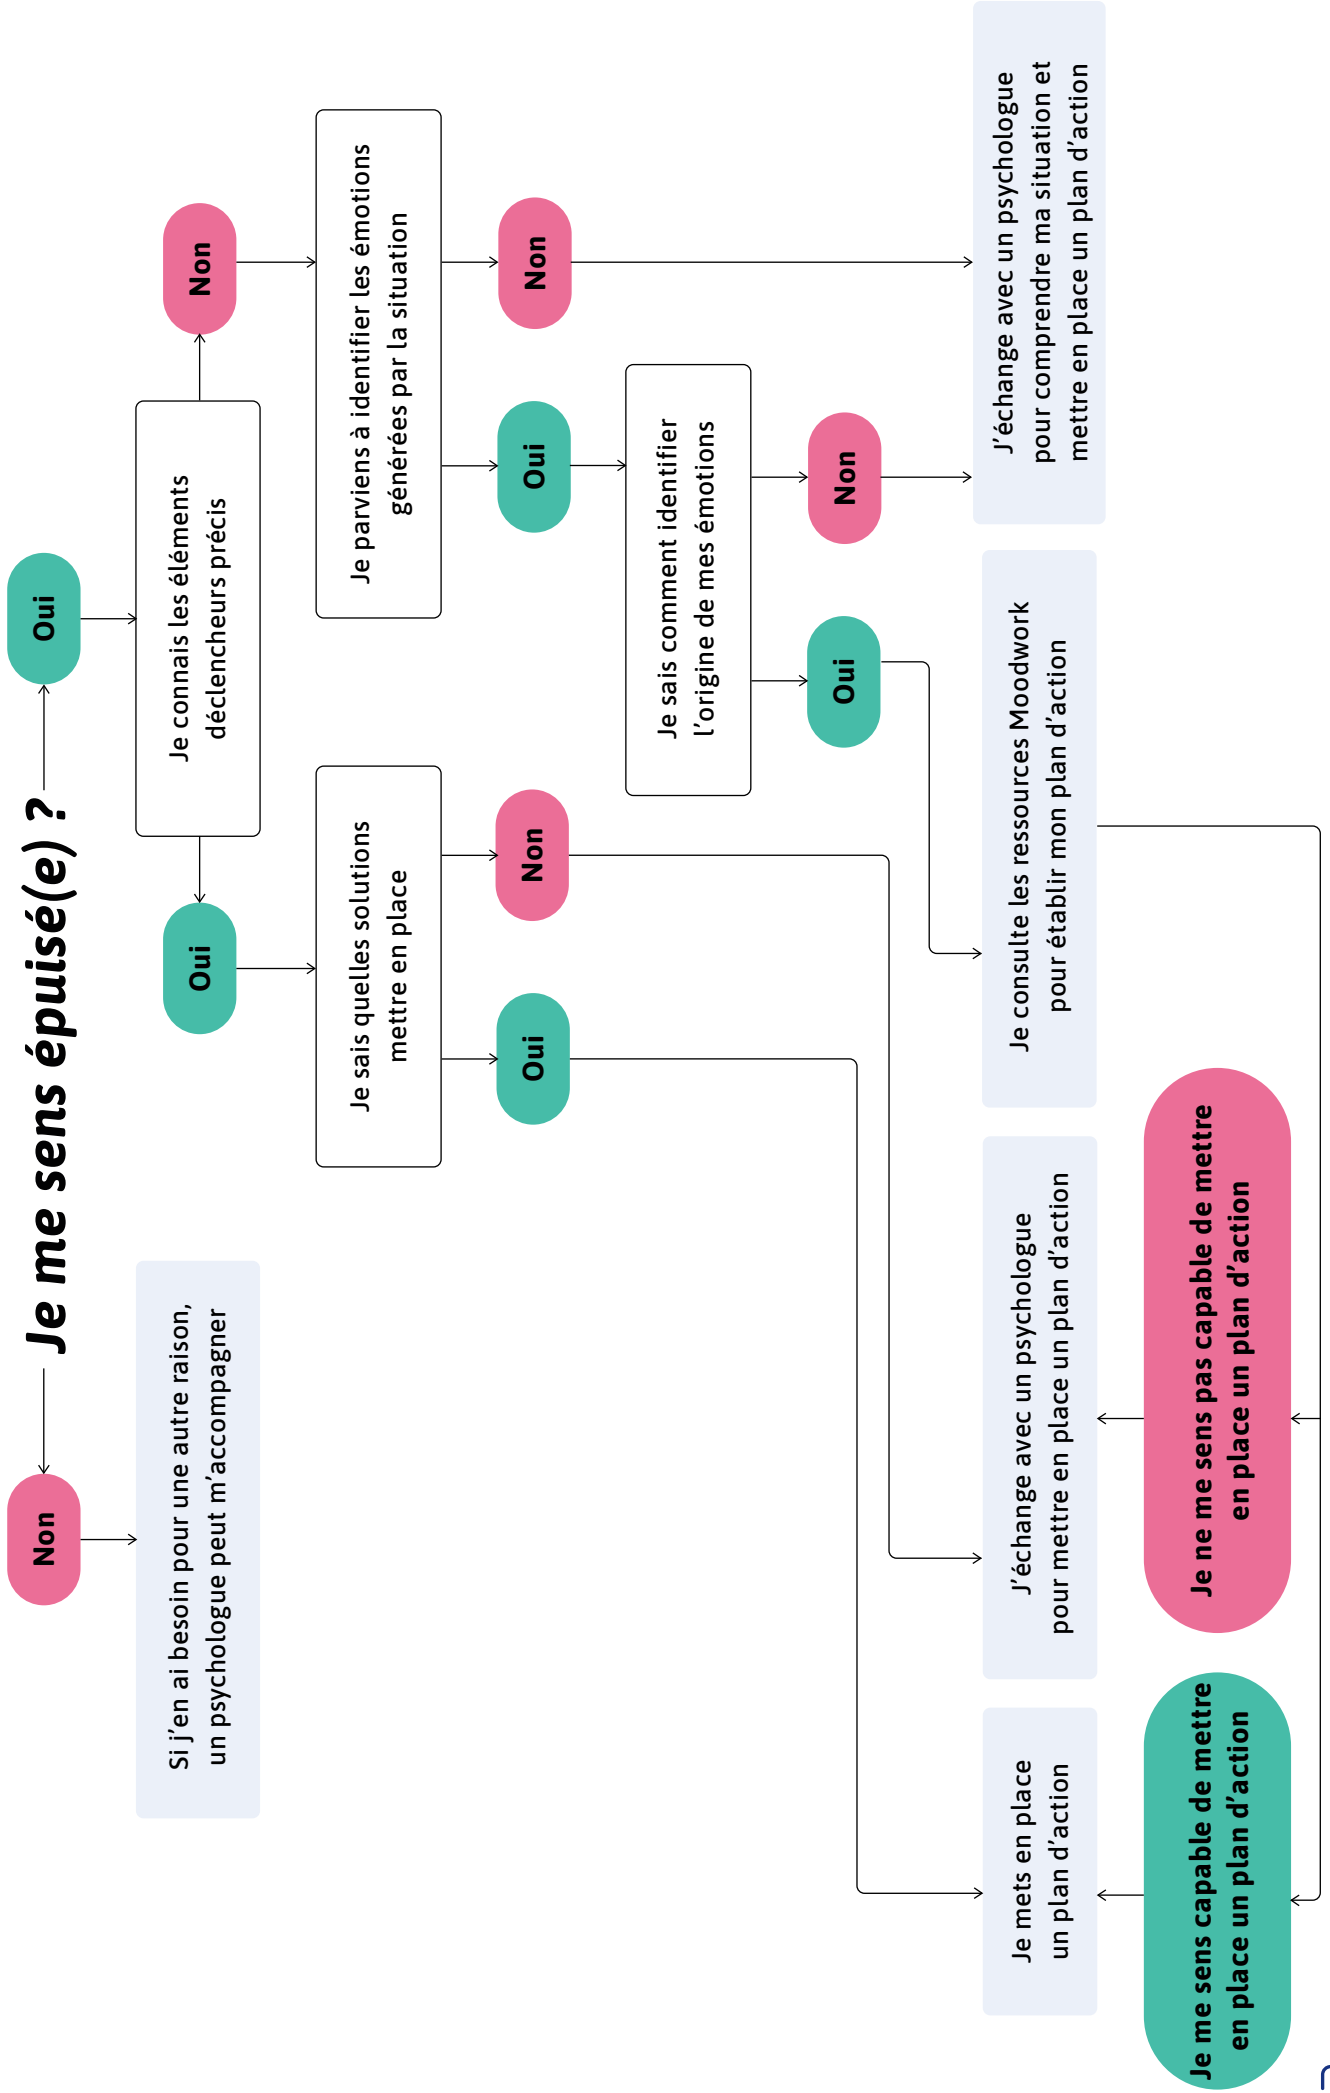 Je me sens épuisé(e) ?
Non
Oui
Si j'en ai besoin pour une autre raison,
un psychologue peut m'accompagner
Je connais les éléments
déclencheurs précis
Oui
Non
Je sais quelles solutions
mettre en place
Je parviens à identifier les émotions
générées par la situation
Oui
Non
Oui
Non
Je sais comment identifier
l'origine de mes émotions
Oui
Non
Je mets en place
un plan d'action
J'échange avec un psychologue
pour mettre en place un plan d'action
Je consulte les ressources Moodwork
pour établir mon plan d'action
J'échange avec un psychologue
pour comprendre ma situation et
mettre en place un plan d'action
Je me sens capable de mettre
en place un plan d'action
Je ne me sens pas capable de mettre
en place un plan d'action